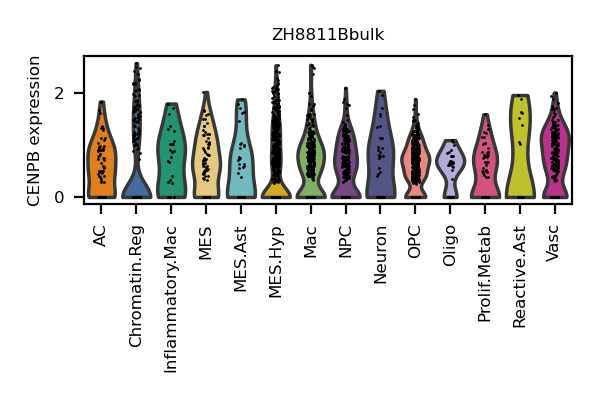 ZH8811Bbulk
CENPB expression
2
0
AC
Chromatin.Reg
Inflammatory.Mac
MES
MES.Ast
MES.Hyp
Mac
NPC
Neuron
OPC
Oligo
Prolif.Metab
Reactive.Ast
Vasc